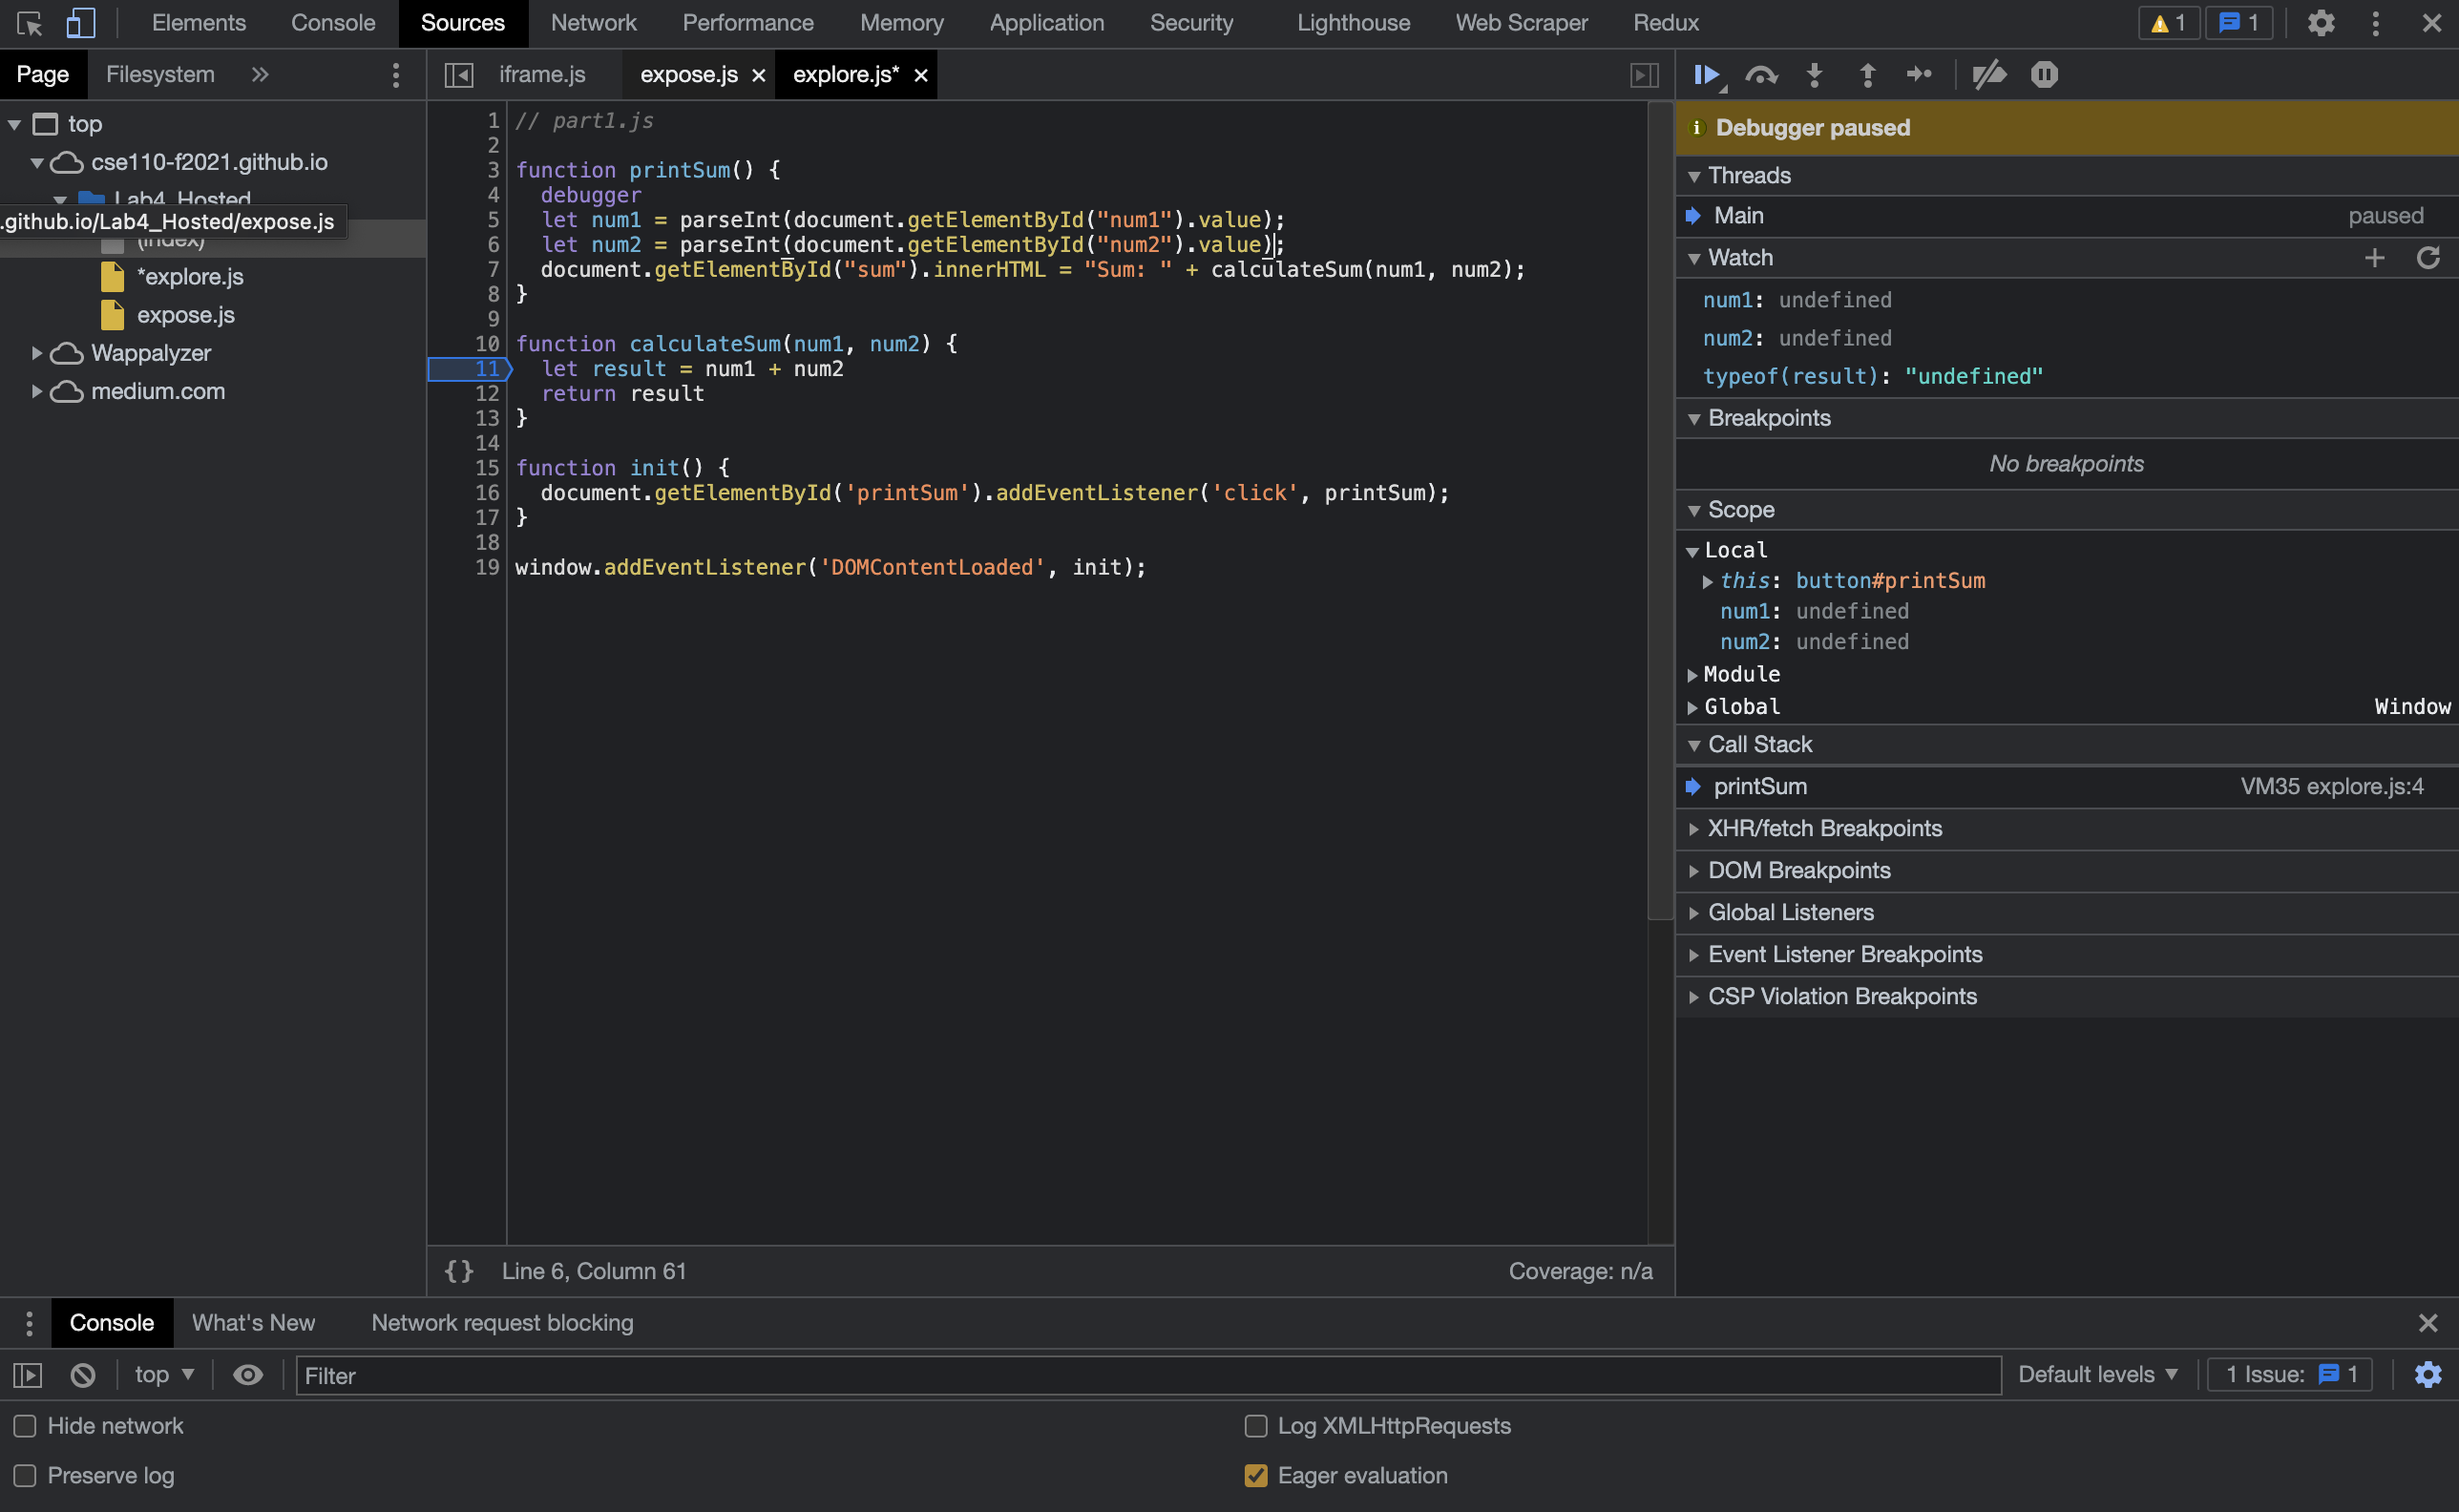 Elements Console Sources Network Performance Memory Application Security Lighthouse Web Scraper Redux 1 1
Page Filesystem
iframe.js expose.js explore.js*
top
cse110-f2021.github.io
Lab4_Hosted
.github.io/Lab4_Hosted/expose.js
(index)
*explore.js
expose.js
Wappalyzer
medium.com
1 // part1.js
2
3 function printSum() {
4 debugger
5 let num1 = parseInt(document.getElementById("num1").value);
6 let num2 = parseInt(document.getElementById("num2").value);
7 document.getElementById("sum").innerHTML = "Sum: " + calculateSum(num1, num2);
8 }
9
10 function calculateSum(num1, num2) {
11 let result = num1 + num2
12 return result
13 }
14
15 function init() {
16 document.getElementById('printSum').addEventListener('click', printSum);
17 }
18
19 window.addEventListener('DOMContentLoaded', init);
{} Line 6, Column 61 Coverage: n/a
Debugger paused
Threads
Main paused
Watch
num1: undefined
num2: undefined
typeof(result): "undefined"
Breakpoints
No breakpoints
Scope
Local
this: button#printSum
num1: undefined
num2: undefined
Module
Global Window
Call Stack
printSum VM35 explore.js:4
XHR/fetch Breakpoints
DOM Breakpoints
Global Listeners
Event Listener Breakpoints
CSP Violation Breakpoints
Console What's New Network request blocking
top Filter Default levels 1 Issue: 1
Hide network Log XMLHttpRequests
Preserve log Eager evaluation